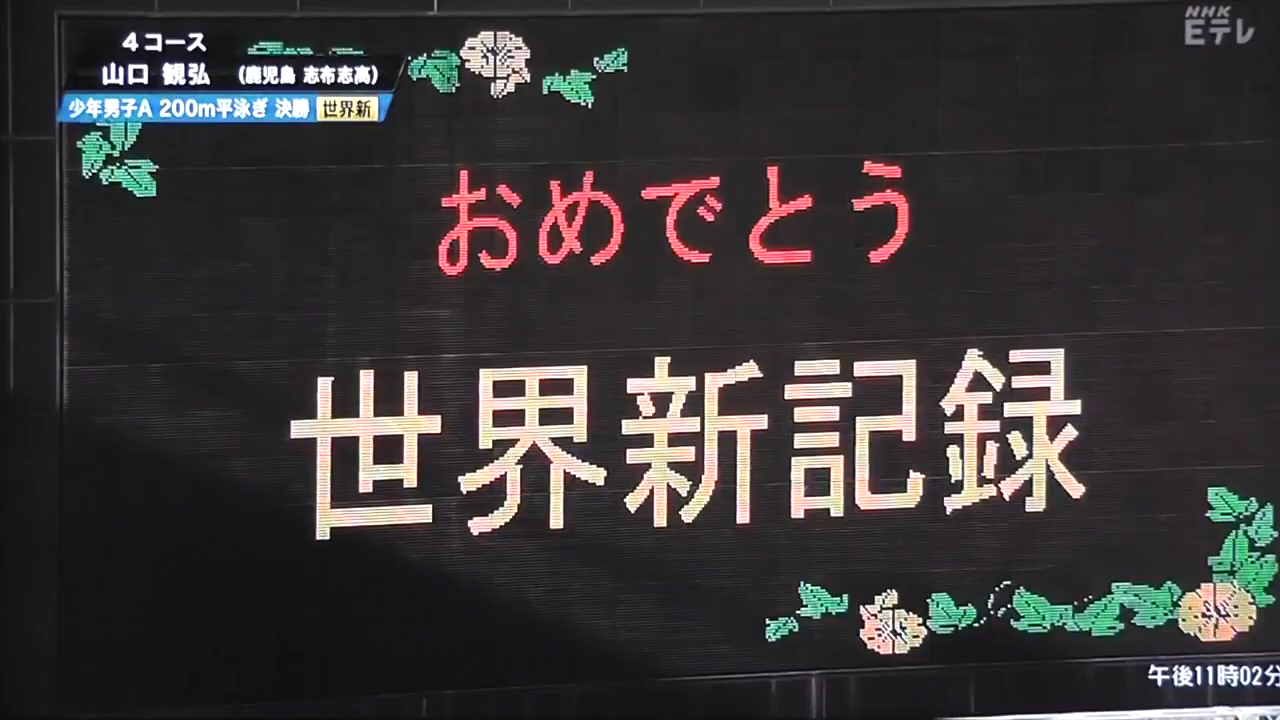 NHK
Eテレ
4コース
山口 観弘 (鹿児島 志布志高)
少年男子A 200m平泳ぎ 決勝 世界新
おめでとう
世界新記録
午後11時02分